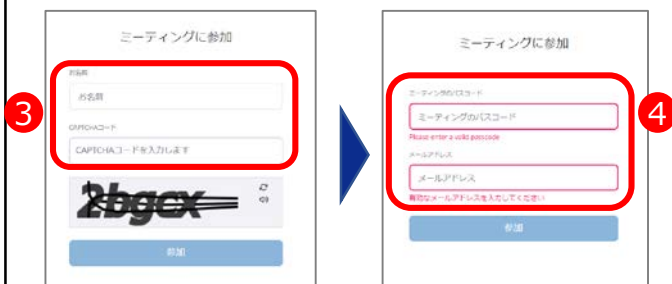 ミーティングに参加
お名前
お名前
CAPTCHAコード
CAPTCHAコードを入力します
2bgcx
参加
3
ミーティングに参加
ミーティングのパスコード
ミーティングのパスコード
Please enter a valid passcode
メールアドレス
メールアドレス
有効なメールアドレスを入力してください
参加
4